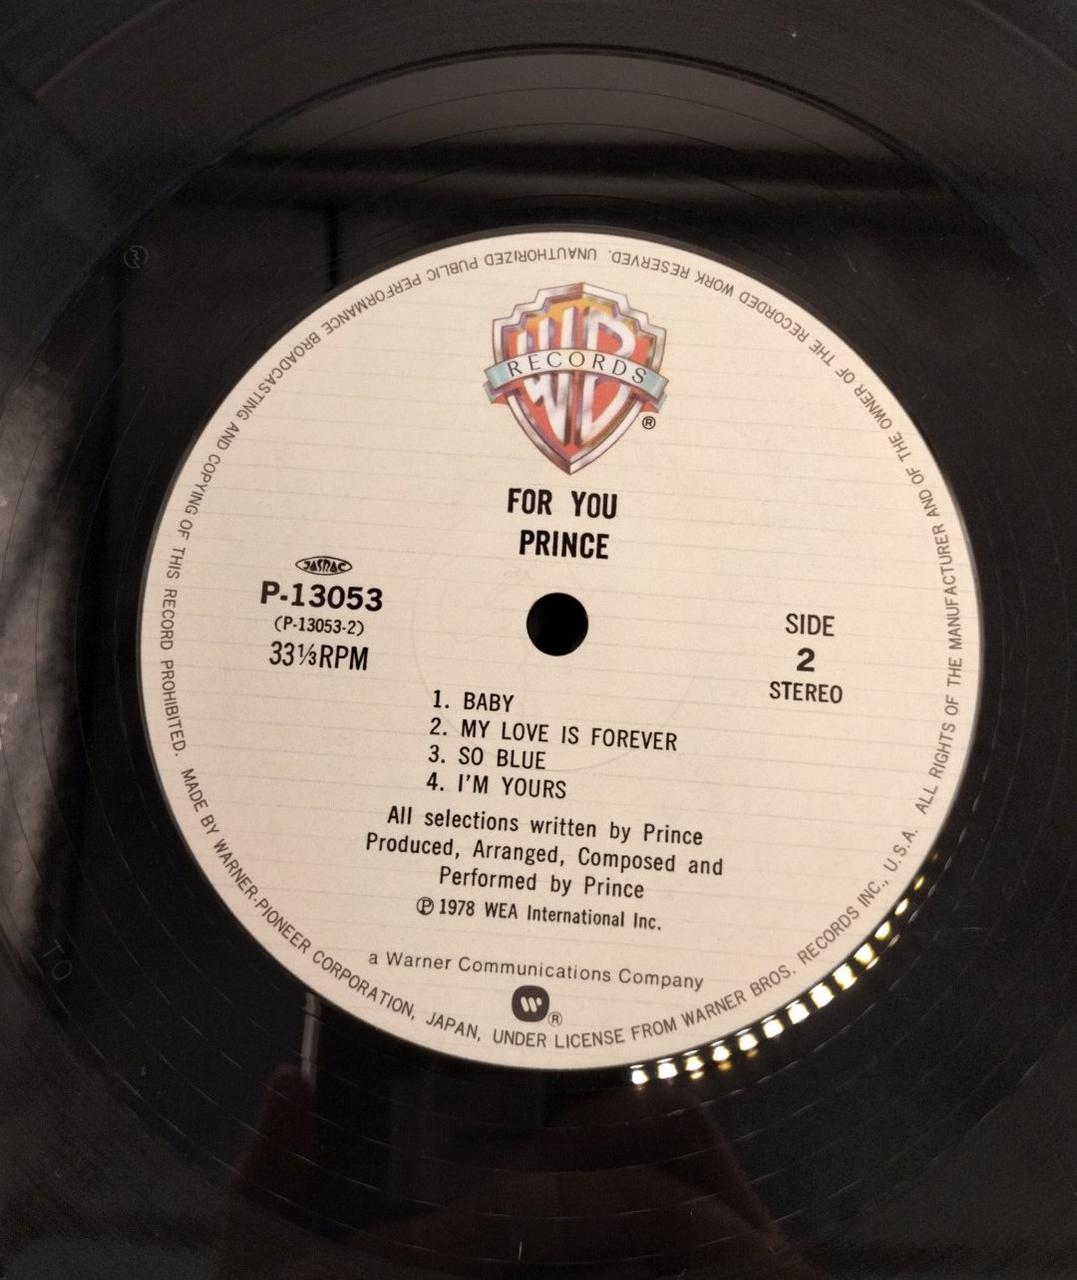 WB
RECORDS
®
FOR YOU
PRINCE
JASRAC
P-13053
(P-13053-2)
33⅓RPM
SIDE
2
STEREO
1. BABY
2. MY LOVE IS FOREVER
3. SO BLUE
4. I'M YOURS
All selections written by Prince
Produced, Arranged, Composed and
Performed by Prince
℗ 1978 WEA International Inc.
a Warner Communications Company
W®
MADE BY WARNER-PIONEER CORPORATION, JAPAN, UNDER LICENSE FROM WARNER BROS. RECORDS INC., U.S.A. ALL RIGHTS OF THE MANUFACTURER AND OF THE OWNER OF THE RECORDED WORK RESERVED. UNAUTHORIZED PUBLIC PERFORMANCE BROADCASTING AND COPYING OF THIS RECORD PROHIBITED.
TO